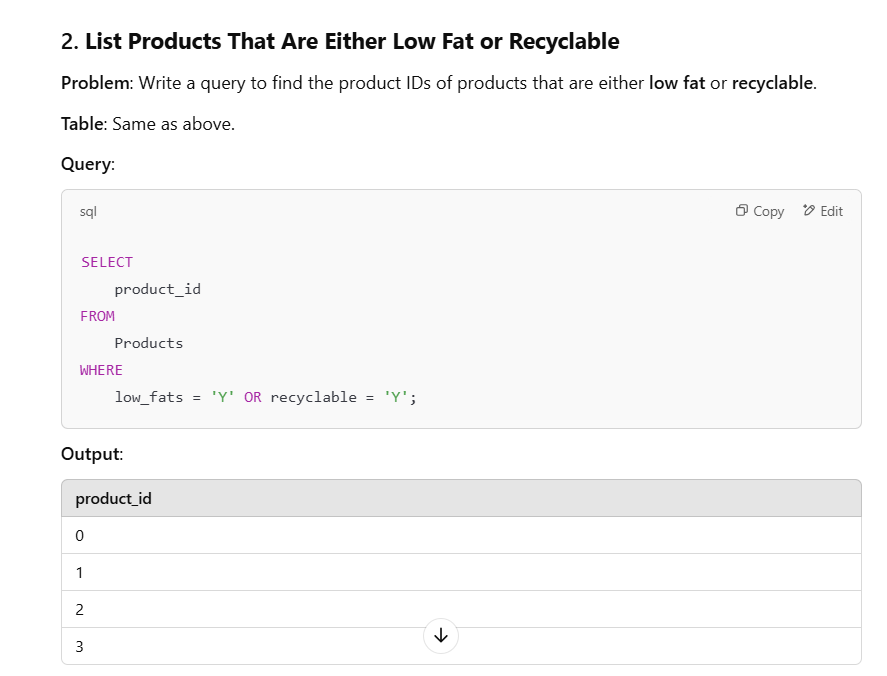 2. List Products That Are Either Low Fat or Recyclable
Problem: Write a query to find the product IDs of products that are either low fat or recyclable.
Table: Same as above.
Query:
sql Copy Edit
SELECT
product_id
FROM
Products
WHERE
low_fats = 'Y' OR recyclable = 'Y';
Output:
product_id
0
1
2
3